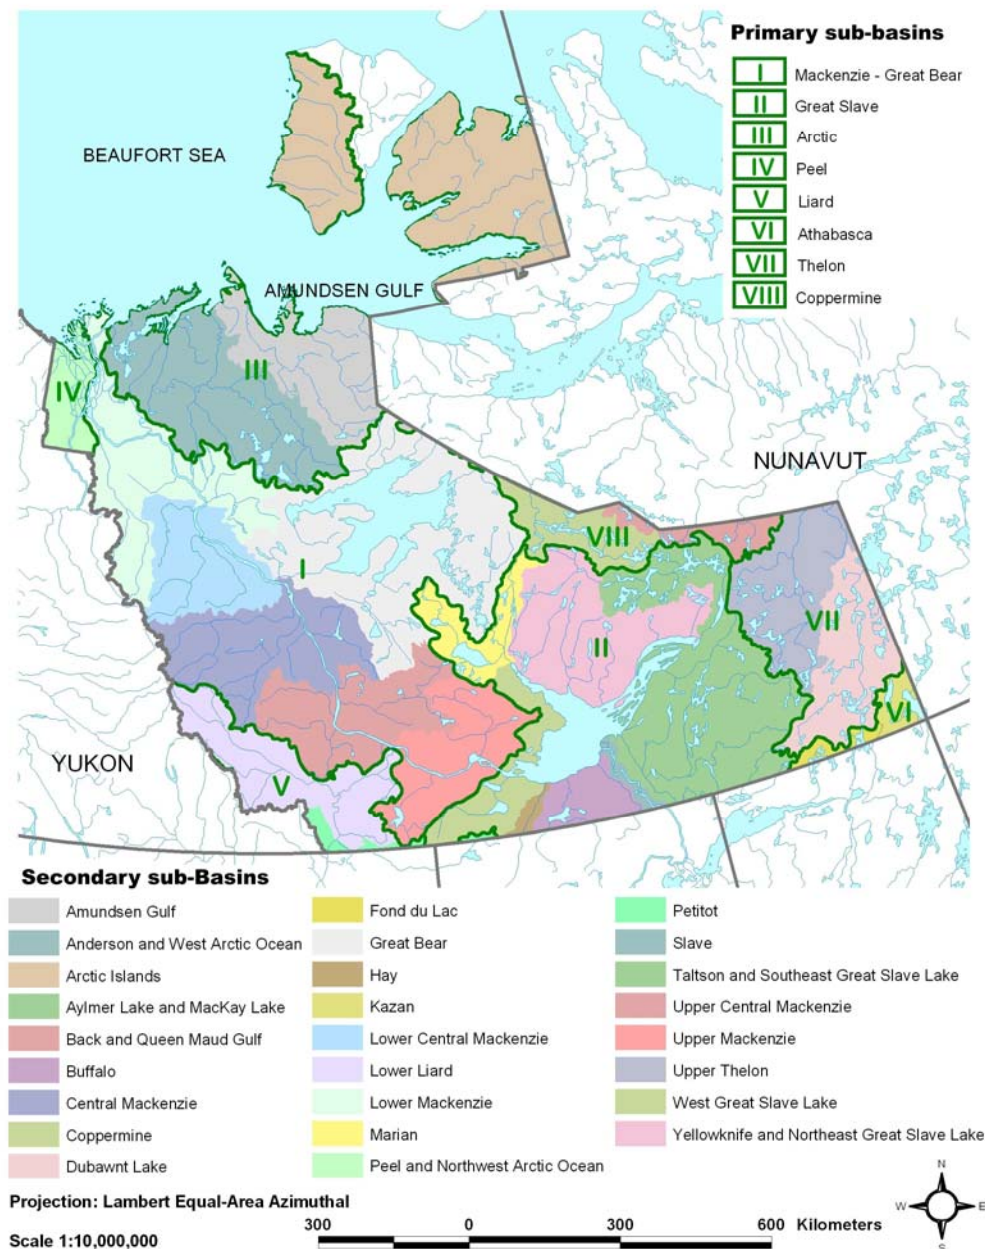 Primary sub-basins
I Mackenzie - Great Bear
II Great Slave
III Arctic
IV Peel
V Liard
VI Athabasca
VII Thelon
VIII Coppermine
BEAUFORT SEA
AMUNDSEN GULF
III
IV
NUNAVUT
VIII
I
VII
II
VI
YUKON
V
Secondary sub-Basins
Amundsen Gulf
Anderson and West Arctic Ocean
Arctic Islands
Aylmer Lake and MacKay Lake
Back and Queen Maud Gulf
Buffalo
Central Mackenzie
Coppermine
Dubawnt Lake
Fond du Lac
Great Bear
Hay
Kazan
Lower Central Mackenzie
Lower Liard
Lower Mackenzie
Marian
Peel and Northwest Arctic Ocean
Petitot
Slave
Taltson and Southeast Great Slave Lake
Upper Central Mackenzie
Upper Mackenzie
Upper Thelon
West Great Slave Lake
Yellowknife and Northeast Great Slave Lake
Projection: Lambert Equal-Area Azimuthal
Scale 1:10,000,000
300 0 300 600 Kilometers
N
W E
S